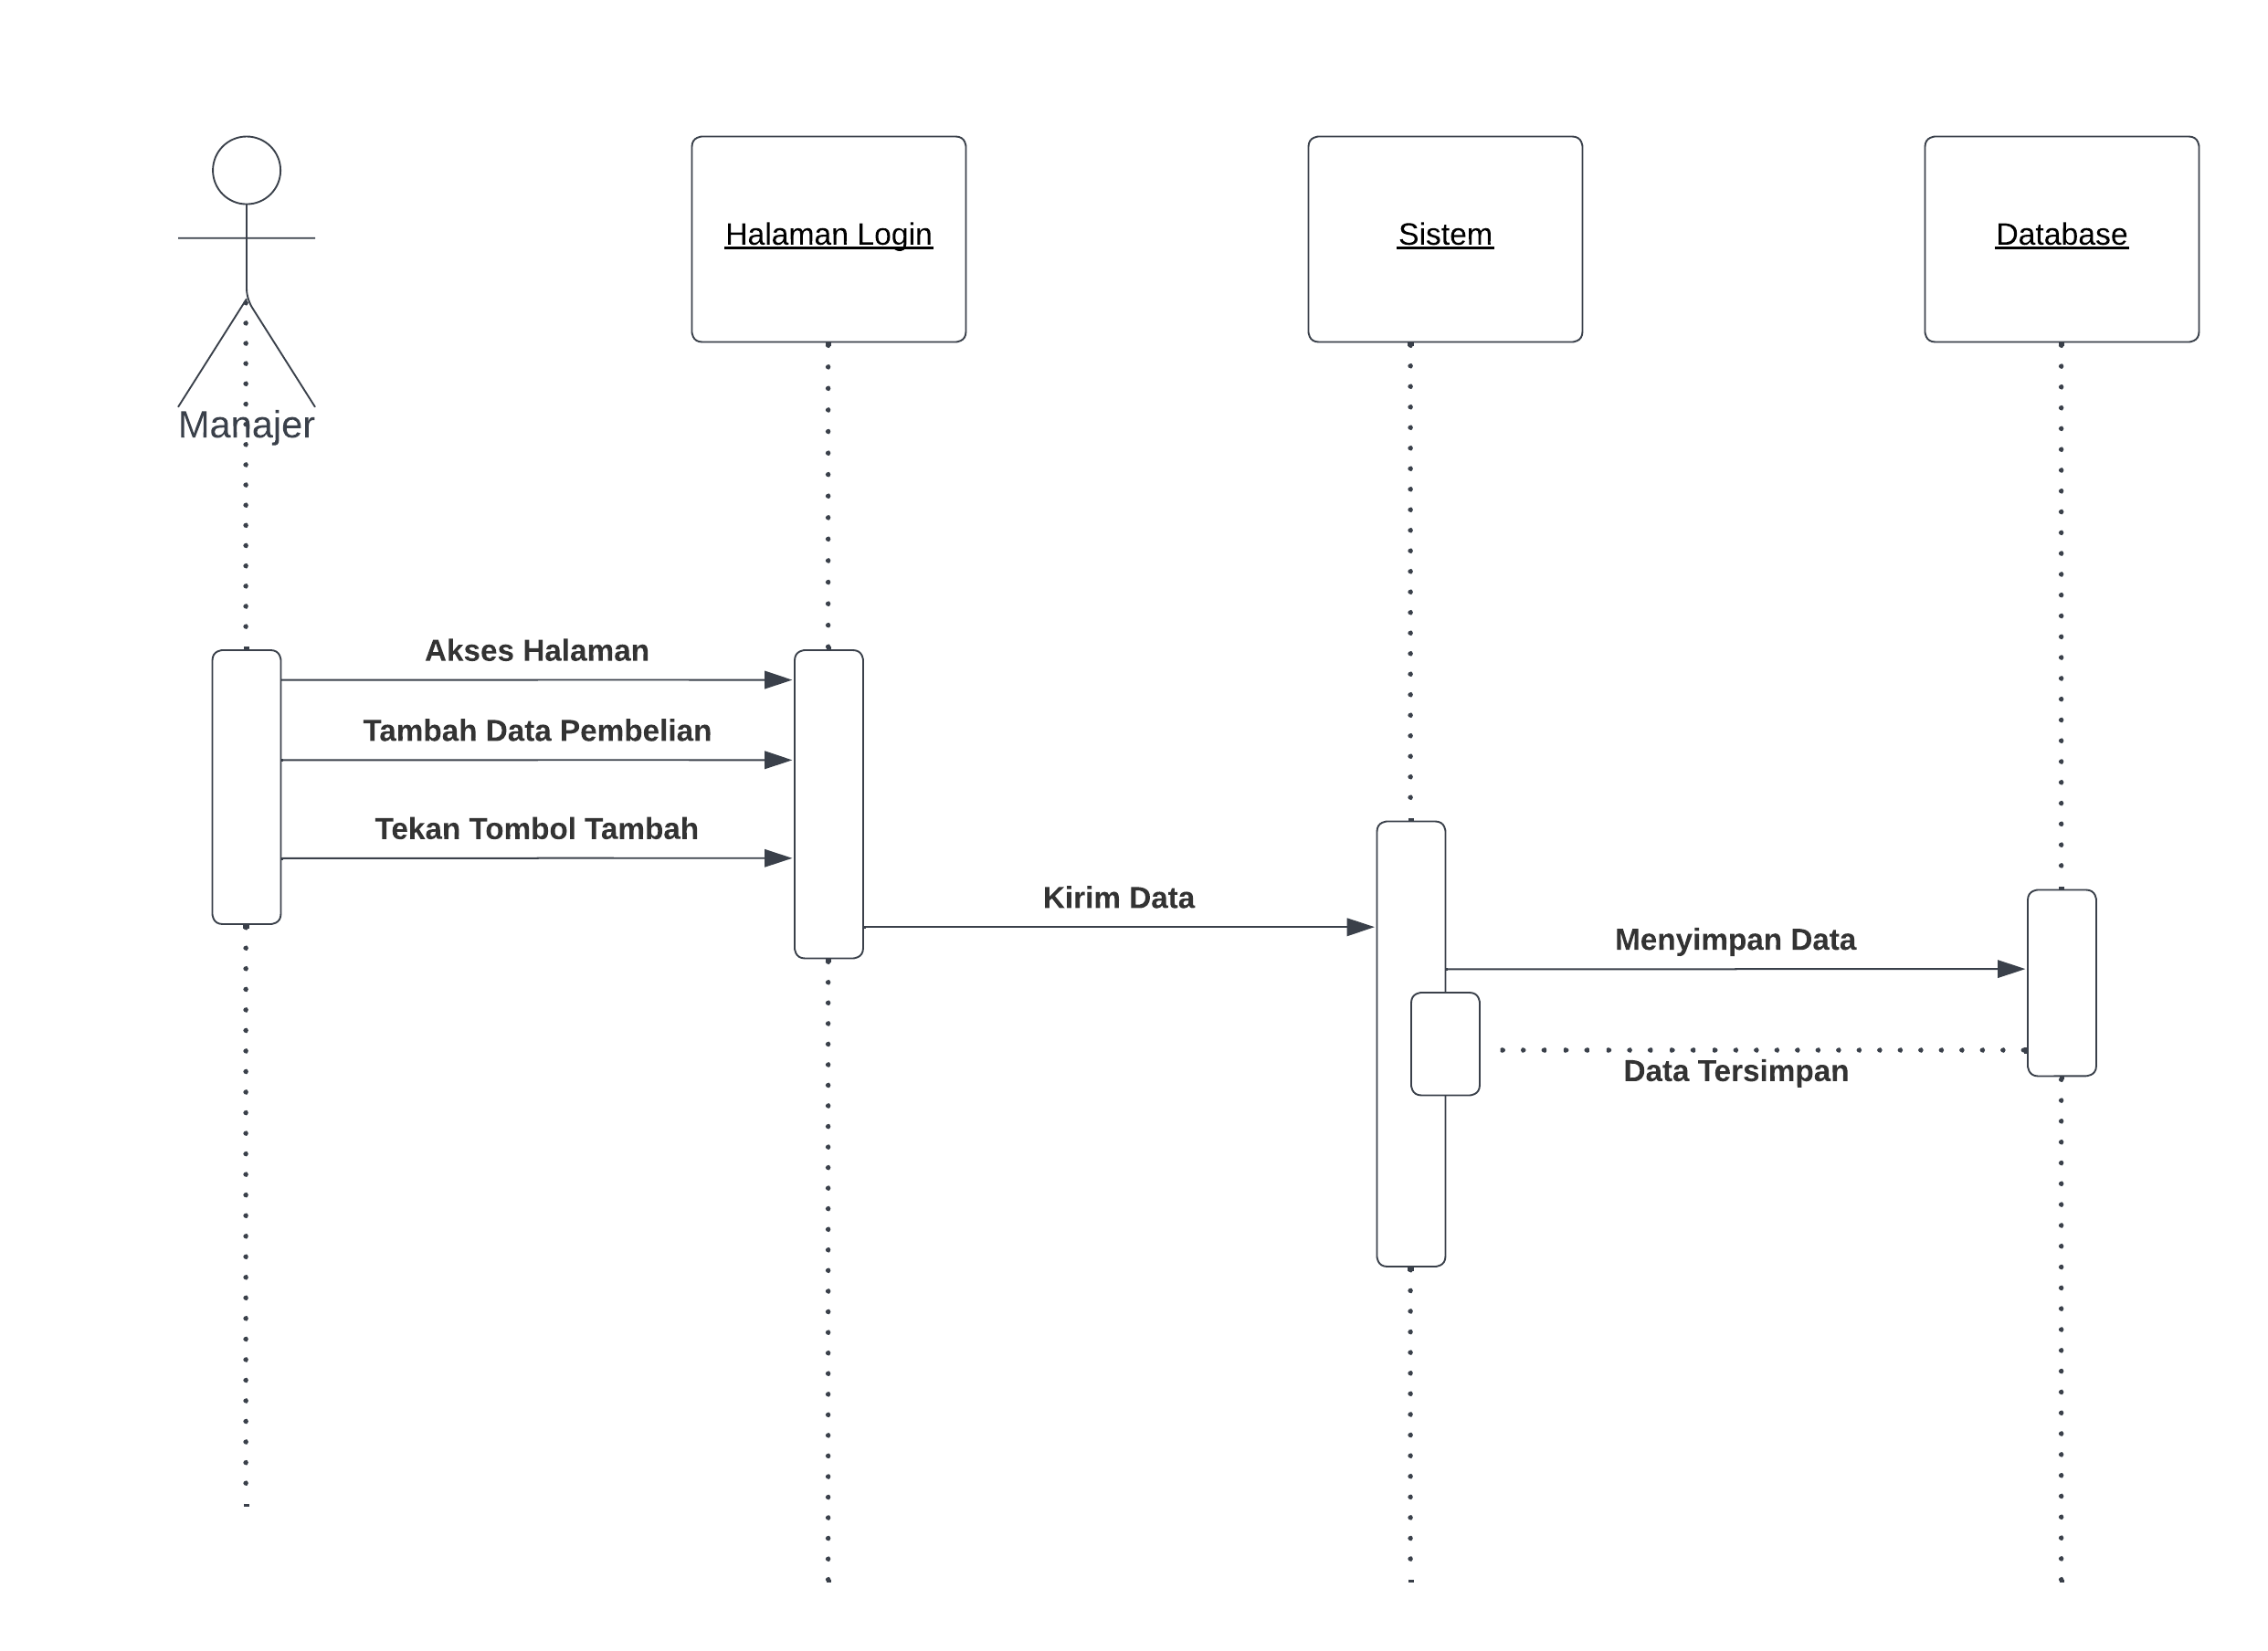 Halaman Login
Sistem
Database
Manajer
Akses Halaman
Tambah Data Pembelian
Tekan Tombol Tambah
Kirim Data
Menyimpan Data
Data Tersimpan